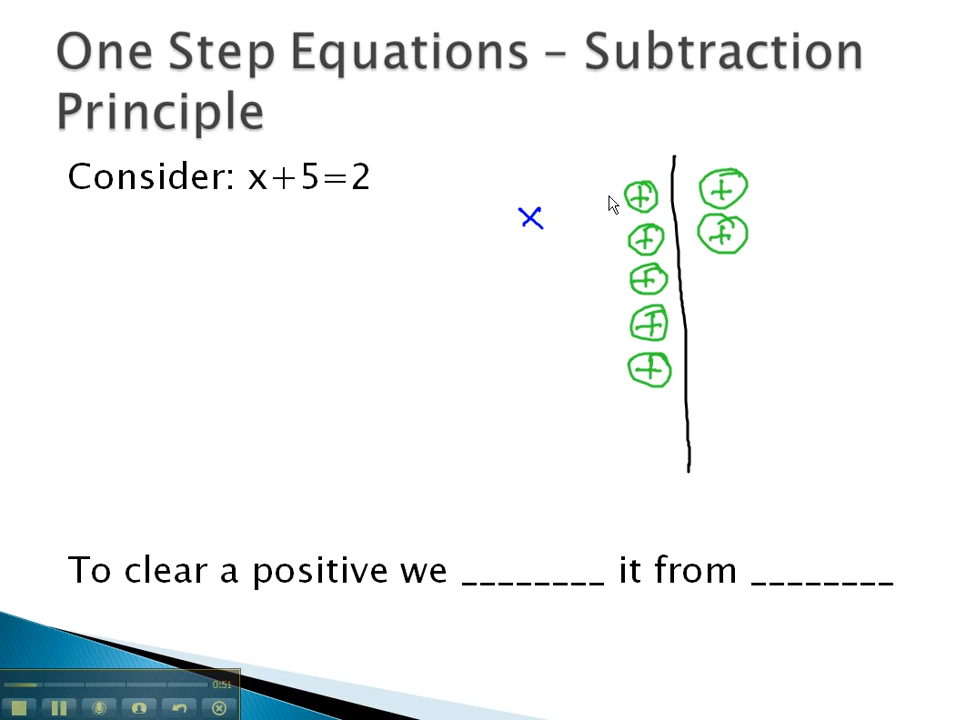 One Step Equations – Subtraction
Principle
Consider: x+5=2
x
+ +
+ +
+
+
+
To clear a positive we ________ it from ________
0:51